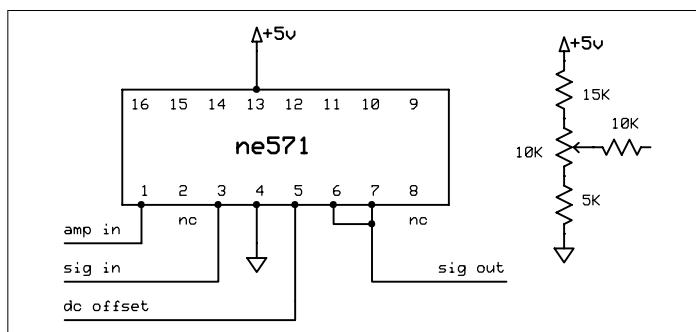 +5v
+5v
16 15 14 13 12 11 10 9
15K
ne571
10K
10K
1 2 3 4 5 6 7 8
nc
nc
5K
amp in
sig in
sig out
dc offset